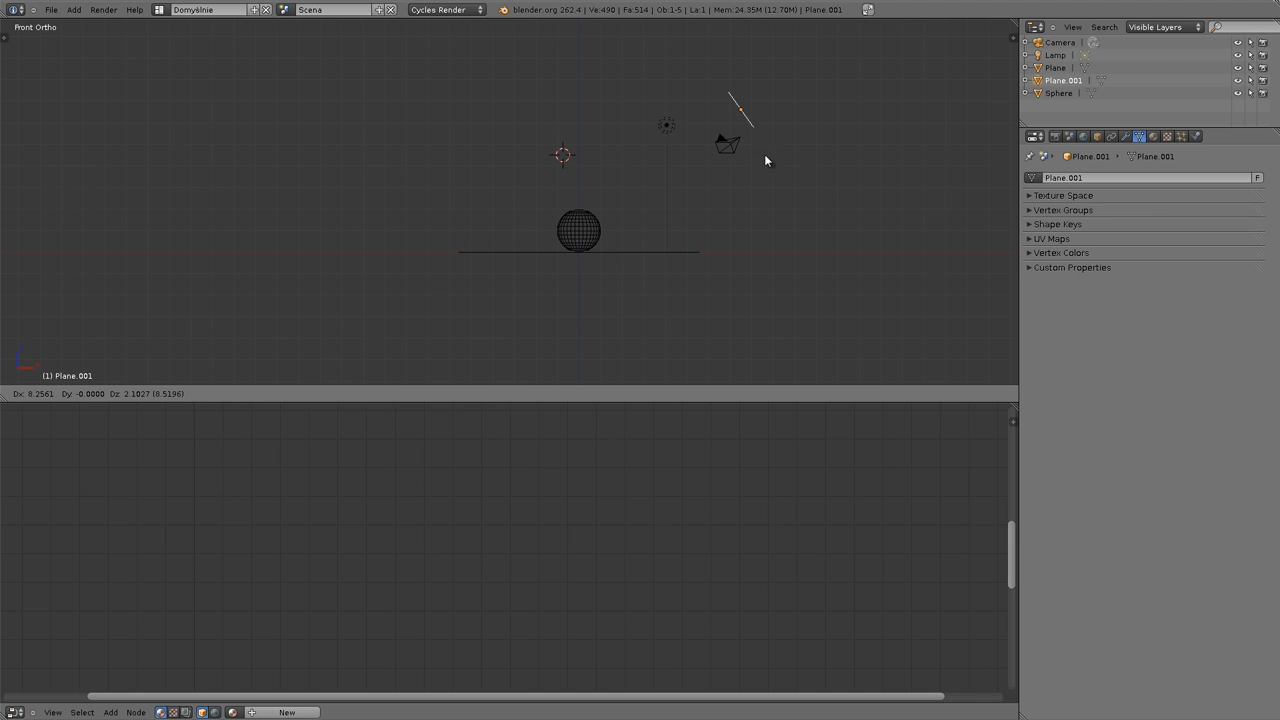 File Add Render Help Domyślnie Scena Cycles Render blender.org 262.4 | Ve:490 | Fa:514 | Ob:1-5 | La:1 | Mem:24.35M (12.70M) | Plane.001
Front Ortho
View Search Visible Layers
Camera
Lamp
Plane
Plane.001
Sphere
Plane.001 Plane.001
Plane.001 F
Texture Space
Vertex Groups
Shape Keys
UV Maps
Vertex Colors
Custom Properties
(1) Plane.001
Dx: 8.2561 Dy: -0.0000 Dz: 2.1027 (8.5196)
View Select Add Node New